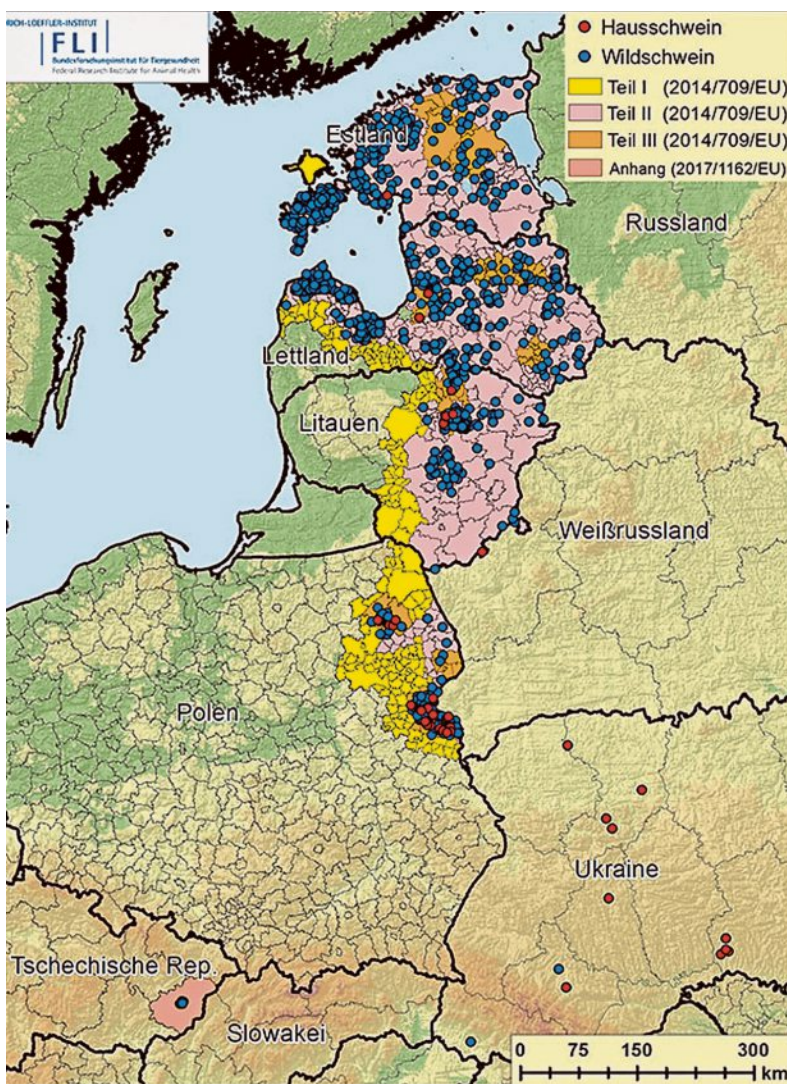 FLI
Bundesforschungsinstitut für Tiergesundheit
Federal Research Institute for Animal Health
Hausschwein
Wildschwein
Teil I (2014/709/EU)
Teil II (2014/709/EU)
Teil III (2014/709/EU)
Anhang (2017/1162/EU)
Estland
Russland
Lettland
Litauen
Weißrussland
Polen
Ukraine
Tschechische Rep.
Slowakei
0 75 150 300
km